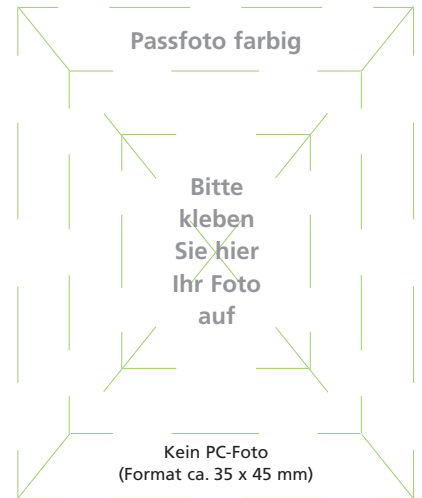 Passfoto farbig
Bitte
kleben
Sie hier
Ihr Foto
auf
Kein PC-Foto
(Format ca. 35 x 45 mm)